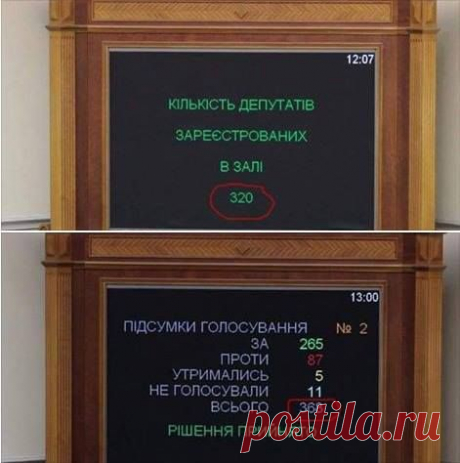 12:07
КІЛЬКІСТЬ ДЕПУТАТІВ
ЗАРЕЄСТРОВАНИХ
В ЗАЛІ
320
13:00
ПІДСУМКИ ГОЛОСУВАННЯ № 2
ЗА 265
ПРОТИ 87
УТРИМАЛИСЬ 5
НЕ ГОЛОСУВАЛИ 11
ВСЬОГО
РІШЕННЯ
postila.ru